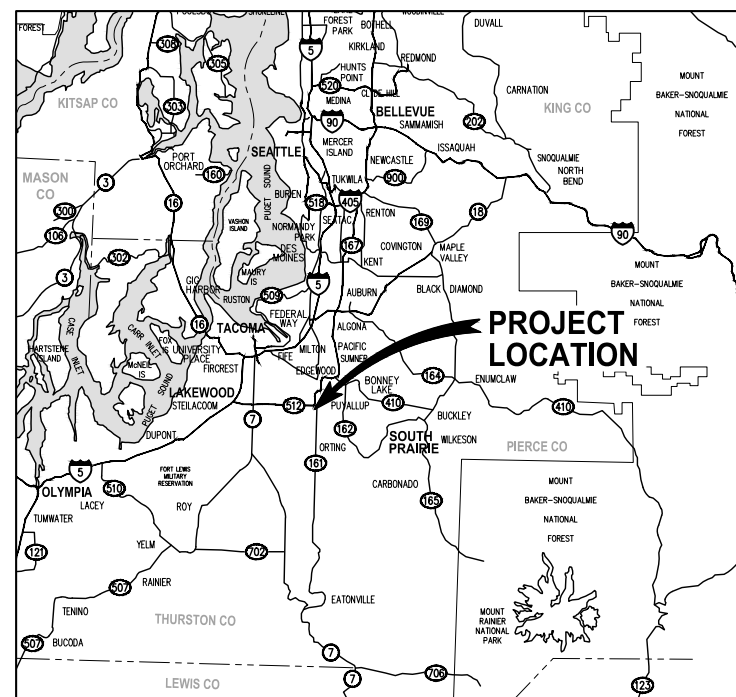 FOREST
308
305
SHORELINE
LAKE
FOREST
PARK
BOTHELL
WOODINVILLE
DUVALL
5
KIRKLAND
REDMOND
HUNTS
POINT
520
CLYDE HILL
MEDINA
CARNATION
MOUNT
BAKER-SNOQUALMIE
NATIONAL
FOREST
KITSAP CO
303
KING CO
BELLEVUE
SAMMAMISH
202
90
MERCER
ISLAND
ISSAQUAH
SEATTLE
PORT
ORCHARD
160
NEWCASTLE
SNOQUALMIE
NORTH
BEND
MASON
CO
3
TUKWILA
900
PUGET SOUND
BURIEN
518
405
300
16
VASHON
ISLAND
SEATAC
RENTON
169
18
106
NORMANDY
PARK
DES
MOINES
167
COVINGTON
MAPLE
VALLEY
90
302
KENT
3
MAURY
IS
GIG
HARBOR
RUSTON
509
5
AUBURN
BLACK DIAMOND
MOUNT
BAKER-SNOQUALMIE
NATIONAL
FOREST
FEDERAL
WAY
16
TACOMA
ALGONA
PROJECT
LOCATION
CASE INLET
CARR INLET
FOX
IS
UNIVERSITY
PLACE
MILTON
PACIFIC
HARTSTENE
ISLAND
McNEIL
IS
FIRCREST
FIFE
SUMNER
EDGEWOOD
164
ENUMCLAW
PUGET SOUND
LAKEWOOD
STEILACOOM
BONNEY
LAKE
512
PUYALLUP
410
410
7
BUCKLEY
DUPONT
162
SOUTH
PRAIRIE
WILKESON
PIERCE CO
ORTING
5
161
OLYMPIA
LACEY
510
FORT LEWIS
MILITARY
RESERVATION
CARBONADO
165
MOUNT
BAKER-SNOQUALMIE
NATIONAL
FOREST
TUMWATER
ROY
121
YELM
702
507
RAINIER
EATONVILLE
TENINO
THURSTON CO
MOUNT
RAINIER
NATIONAL
PARK
507
BUCODA
7
7
706
LEWIS CO
123